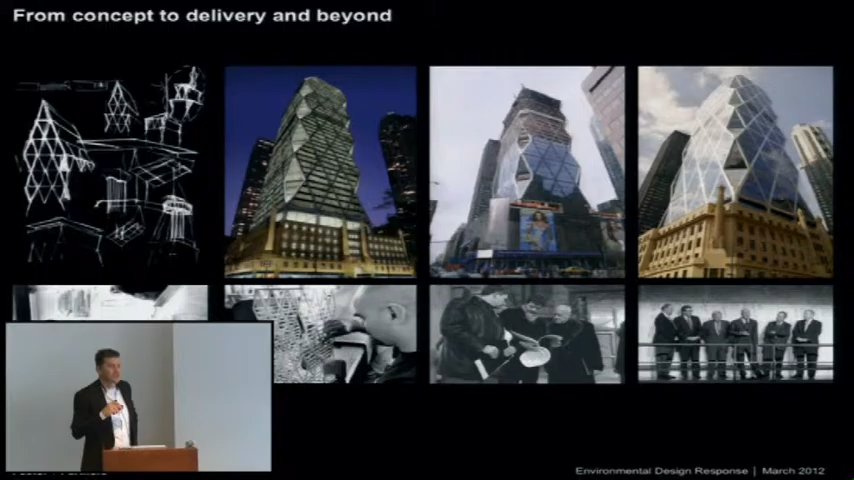 From concept to delivery and beyond
Environmental Design Response | March 2012